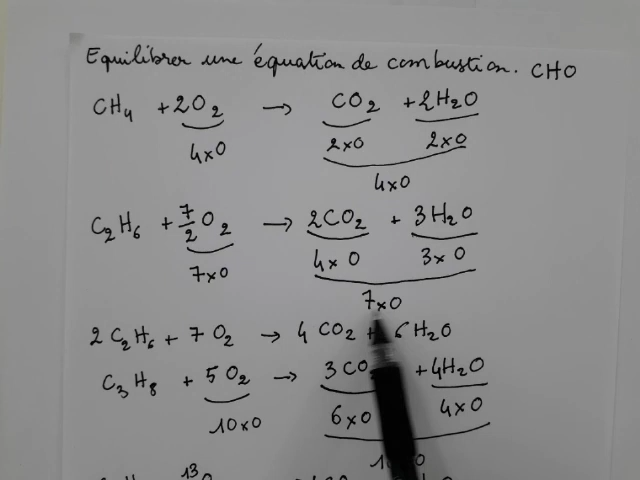 Equilibrer une équation de combustion. CHO
CH₄ + 2O₂ → CO₂ + 2H₂O
4×O 2×O 2×O
4×O
C₂H₆ + 7/2 O₂ → 2CO₂ + 3H₂O
7×O 4×O 3×O
7×O
2C₂H₆ + 7O₂ → 4CO₂ + 6H₂O
C₃H₈ + 5O₂ → 3CO + 4H₂O
10×O 6×O 4×O
13